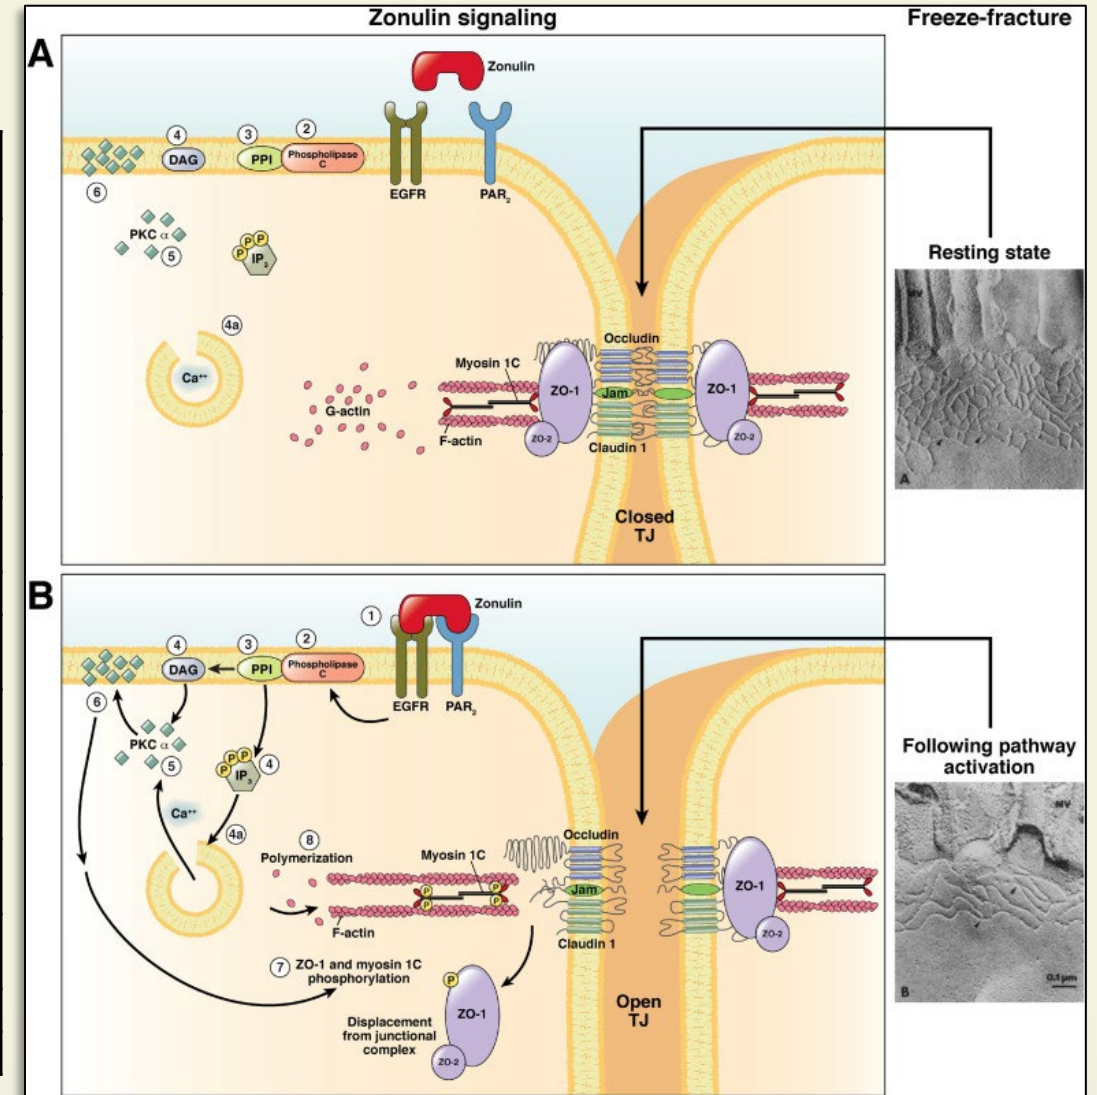 Zonulin signaling
Freeze-fracture
A
Zonulin
4
3
2
DAG
PPI
Phospholipase
C
6
EGFR
PAR2
PKC α
5
P
P
P
IP3
Resting state
MV
4a
Ca++
Occludin
Myosin 1C
ZO-1
Jam
ZO-1
G-actin
F-actin
ZO-2
ZO-2
Claudin 1
A
Closed
TJ
B
1
Zonulin
4
3
2
DAG
PPI
Phospholipase
C
6
EGFR
PAR2
PKC α
5
P
P
P
IP3
4
Following pathway
activation
MV
Ca++
4a
8
Polymerization
Myosin 1C
Occludin
P
P
P
P
Jam
ZO-1
F-actin
Claudin 1
ZO-2
7
ZO-1 and myosin 1C
phosphorylation
P
ZO-1
Open
TJ
Displacement
from junctional
complex
ZO-2
0.1µm
B